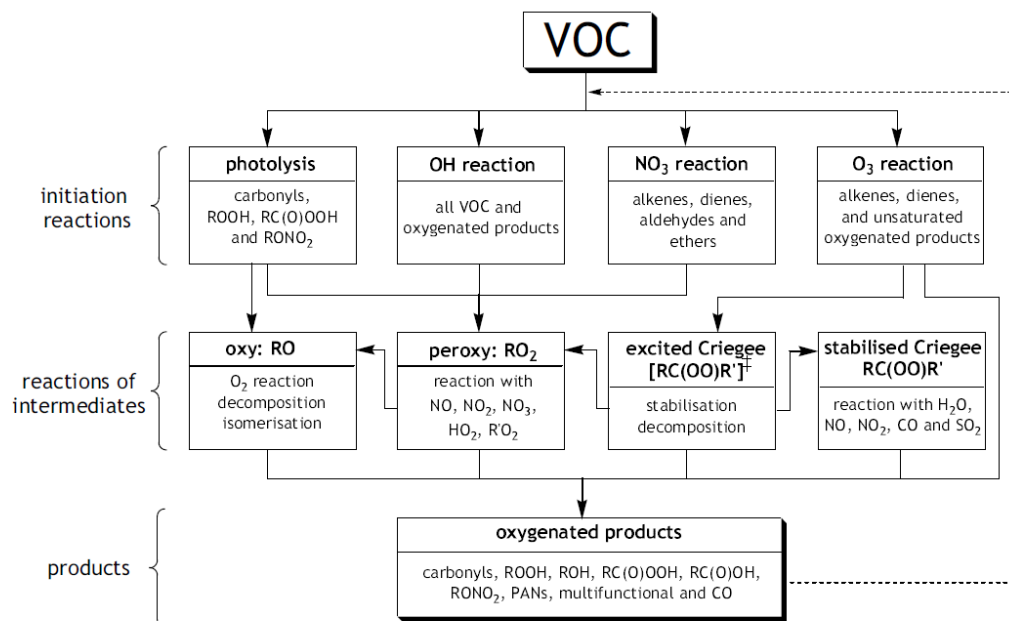 VOC
initiation
reactions
photolysis
carbonyls,
ROOH, RC(O)OOH
and RONO₂
OH reaction
all VOC and
oxygenated products
NO₃ reaction
alkenes, dienes,
aldehydes and
ethers
O₃ reaction
alkenes, dienes,
and unsaturated
oxygenated products
reactions of
intermediates
oxy: RO
O₂ reaction
decomposition
isomerisation
peroxy: RO₂
reaction with
NO, NO₂, NO₃,
HO₂, R'O₂
excited Criegee
[RC(OO)R']‡
stabilisation
decomposition
stabilised Criegee
RC(OO)R'
reaction with H₂O,
NO, NO₂, CO and SO₂
products
oxygenated products
carbonyls, ROOH, ROH, RC(O)OOH, RC(O)OH,
RONO₂, PANs, multifunctional and CO